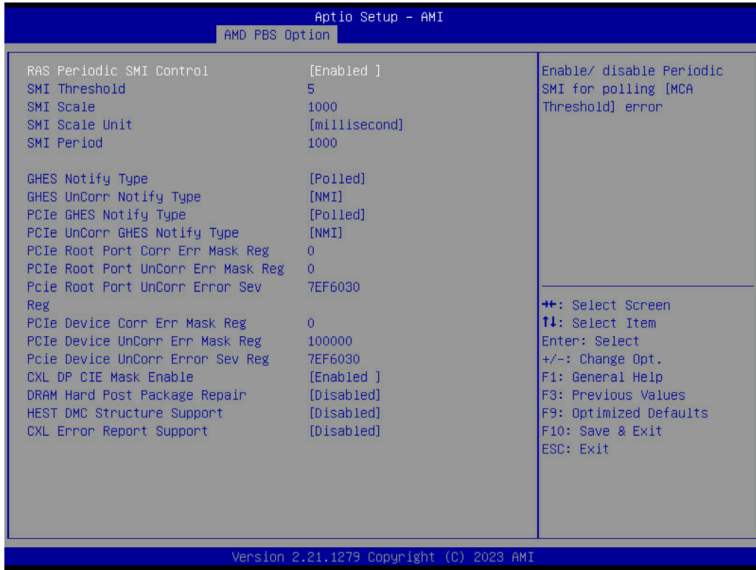 Aptio Setup – AMI
AMD PBS Option
RAS Periodic SMI Control [Enabled ]
SMI Threshold 5
SMI Scale 1000
SMI Scale Unit [millisecond]
SMI Period 1000
GHES Notify Type [Polled]
GHES UnCorr Notify Type [NMI]
PCIe GHES Notify Type [Polled]
PCIe UnCorr GHES Notify Type [NMI]
PCIe Root Port Corr Err Mask Reg 0
PCIe Root Port UnCorr Err Mask Reg 0
Pcie Root Port UnCorr Error Sev 7EF6030
Reg
PCIe Device Corr Err Mask Reg 0
PCIe Device UnCorr Err Mask Reg 100000
Pcie Device UnCorr Error Sev Reg 7EF6030
CXL DP CIE Mask Enable [Enabled ]
DRAM Hard Post Package Repair [Disabled]
HEST DMC Structure Support [Disabled]
CXL Error Report Support [Disabled]
Enable/ disable Periodic
SMI for polling [MCA
Threshold] error
→←: Select Screen
↑↓: Select Item
Enter: Select
+/-: Change Opt.
F1: General Help
F3: Previous Values
F9: Optimized Defaults
F10: Save & Exit
ESC: Exit
Version 2.21.1279 Copyright (C) 2023 AMI